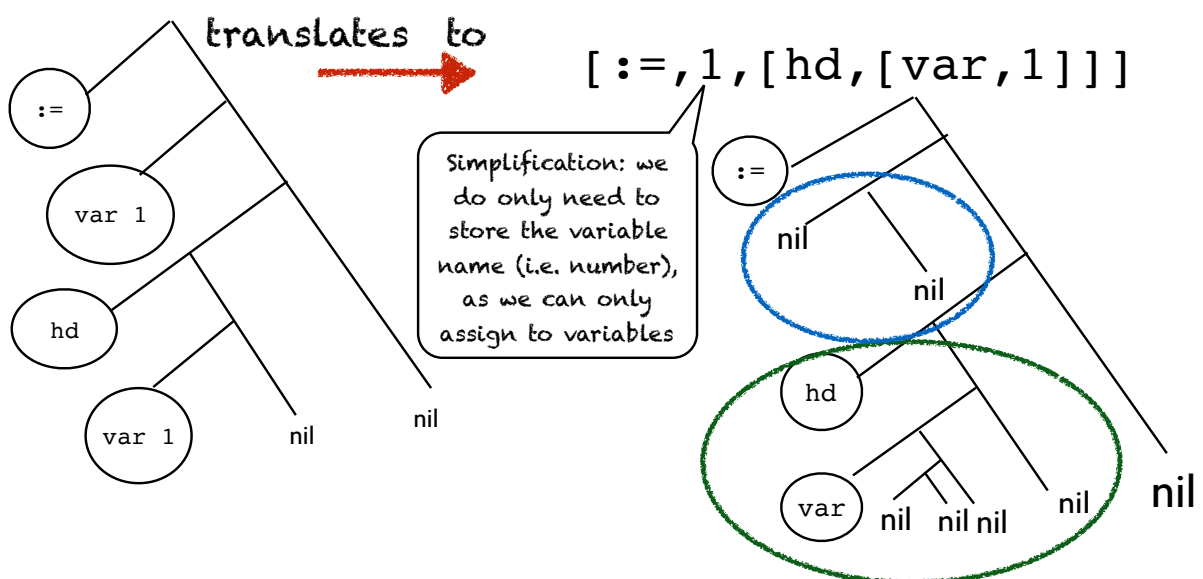 translates to
[:=,1,[hd,[var,1]]]
:=
var 1
hd
var 1
nil
nil
Simplification: we
do only need to
store the variable
name (i.e. number),
as we can only
assign to variables
:=
nil
nil
hd
var
nil
nil
nil
nil
nil